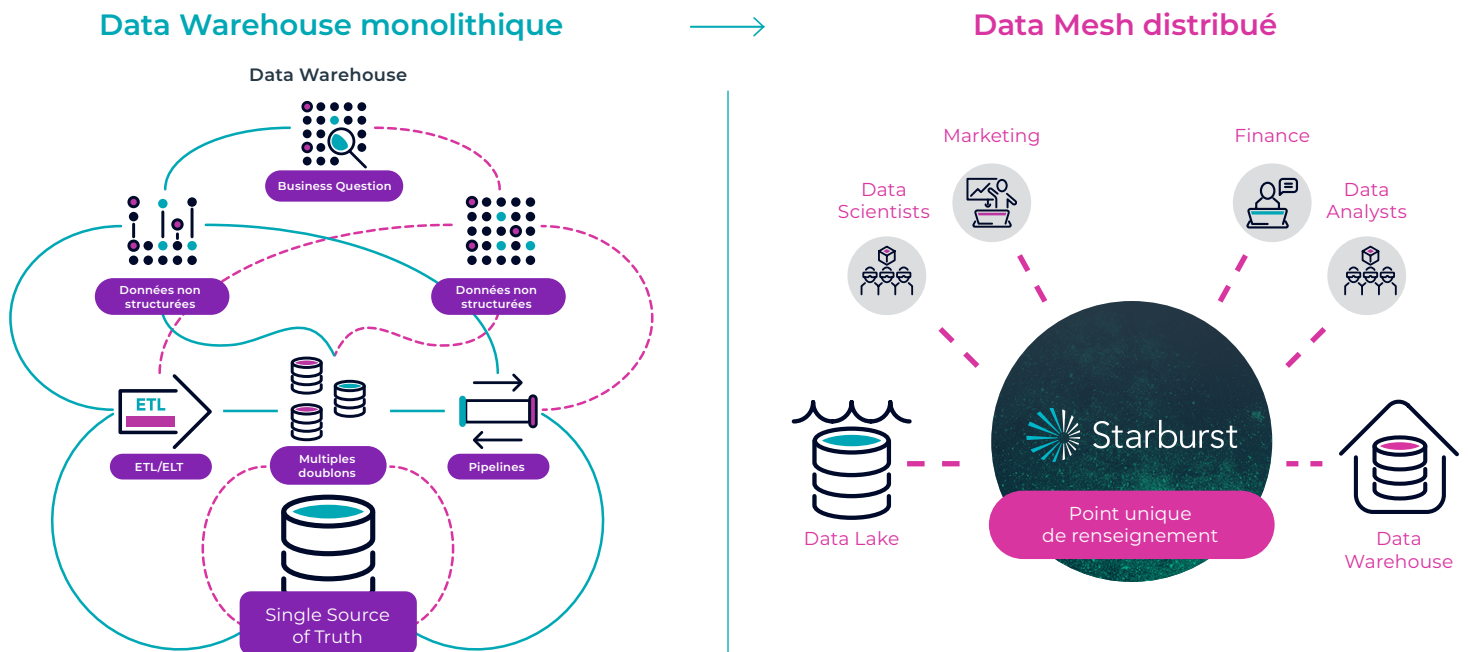 Data Warehouse monolithique
Data Mesh distribué
Data Warehouse
Business Question
Données non
structurées
Données non
structurées
ETL
ETL/ELT
Multiples
doublons
Pipelines
Single Source
of Truth
Marketing
Finance
Data
Scientists
Data
Analysts
Starburst
Point unique
de renseignement
Data Lake
Data
Warehouse